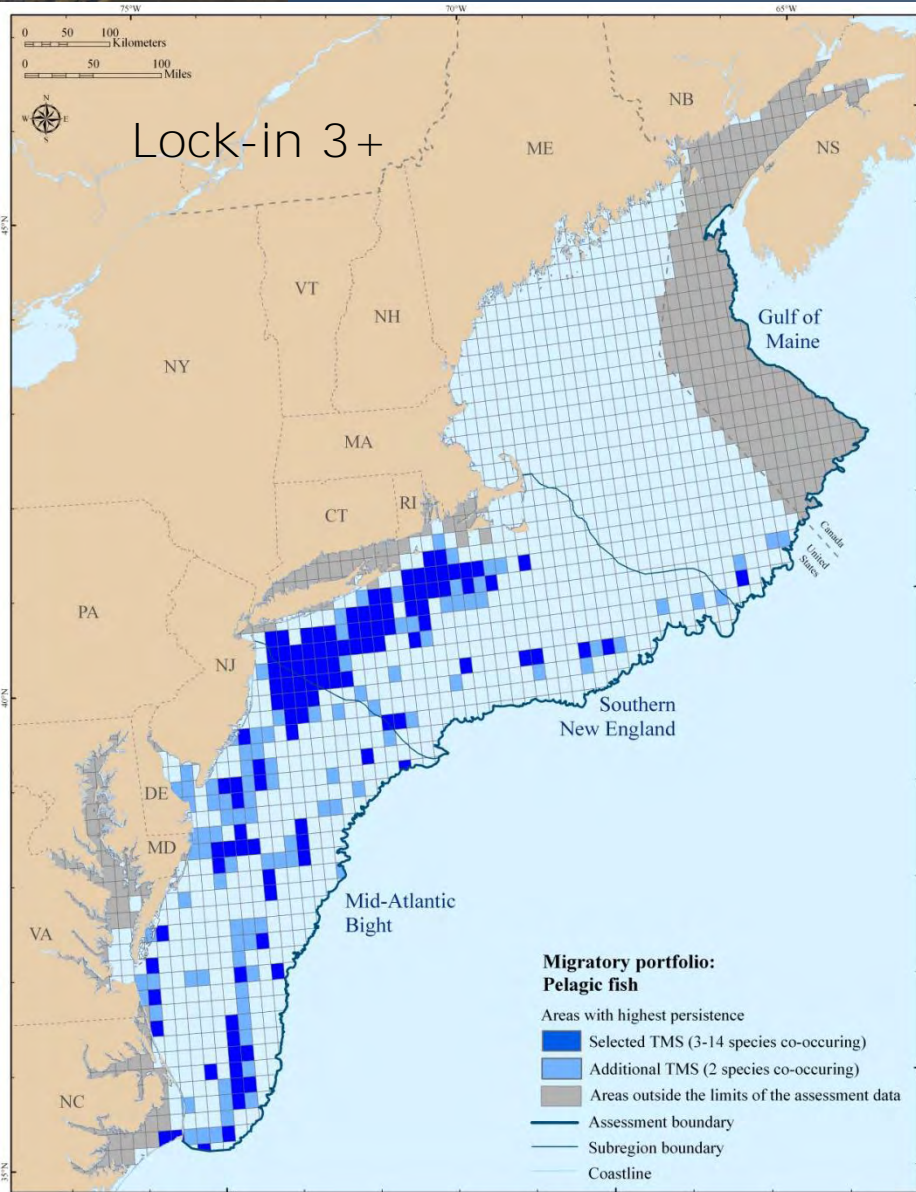 75°W
70°W
65°W
0 50 100
Kilometers
0 50 100
Miles
N
W E
S
Lock-in 3+
NB
NS
ME
45°N
VT
NH
Gulf of
Maine
NY
MA
CT
RI
Canada
United
States
PA
NJ
40°N
Southern
New England
DE
MD
Mid-Atlantic
Bight
VA
NC
35°N
Migratory portfolio:
Pelagic fish
Areas with highest persistence
Selected TMS (3-14 species co-occuring)
Additional TMS (2 species co-occuring)
Areas outside the limits of the assessment data
Assessment boundary
Subregion boundary
Coastline